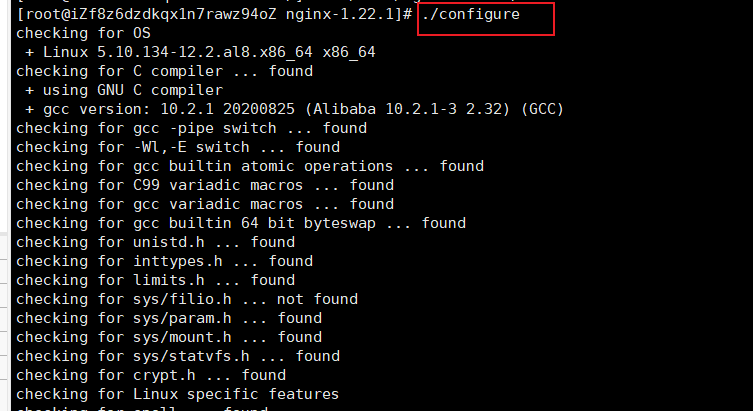 [root@iZf8z6dzdkqx1n7rawz94oZ nginx-1.22.1]# ./configure
checking for OS
 + Linux 5.10.134-12.2.al8.x86_64 x86_64
checking for C compiler ... found
 + using GNU C compiler
 + gcc version: 10.2.1 20200825 (Alibaba 10.2.1-3 2.32) (GCC)
checking for gcc -pipe switch ... found
checking for -Wl,-E switch ... found
checking for gcc builtin atomic operations ... found
checking for C99 variadic macros ... found
checking for gcc variadic macros ... found
checking for gcc builtin 64 bit byteswap ... found
checking for unistd.h ... found
checking for inttypes.h ... found
checking for limits.h ... found
checking for sys/filio.h ... not found
checking for sys/param.h ... found
checking for sys/mount.h ... found
checking for sys/statvfs.h ... found
checking for crypt.h ... found
checking for Linux specific features
checking for epoll ... found